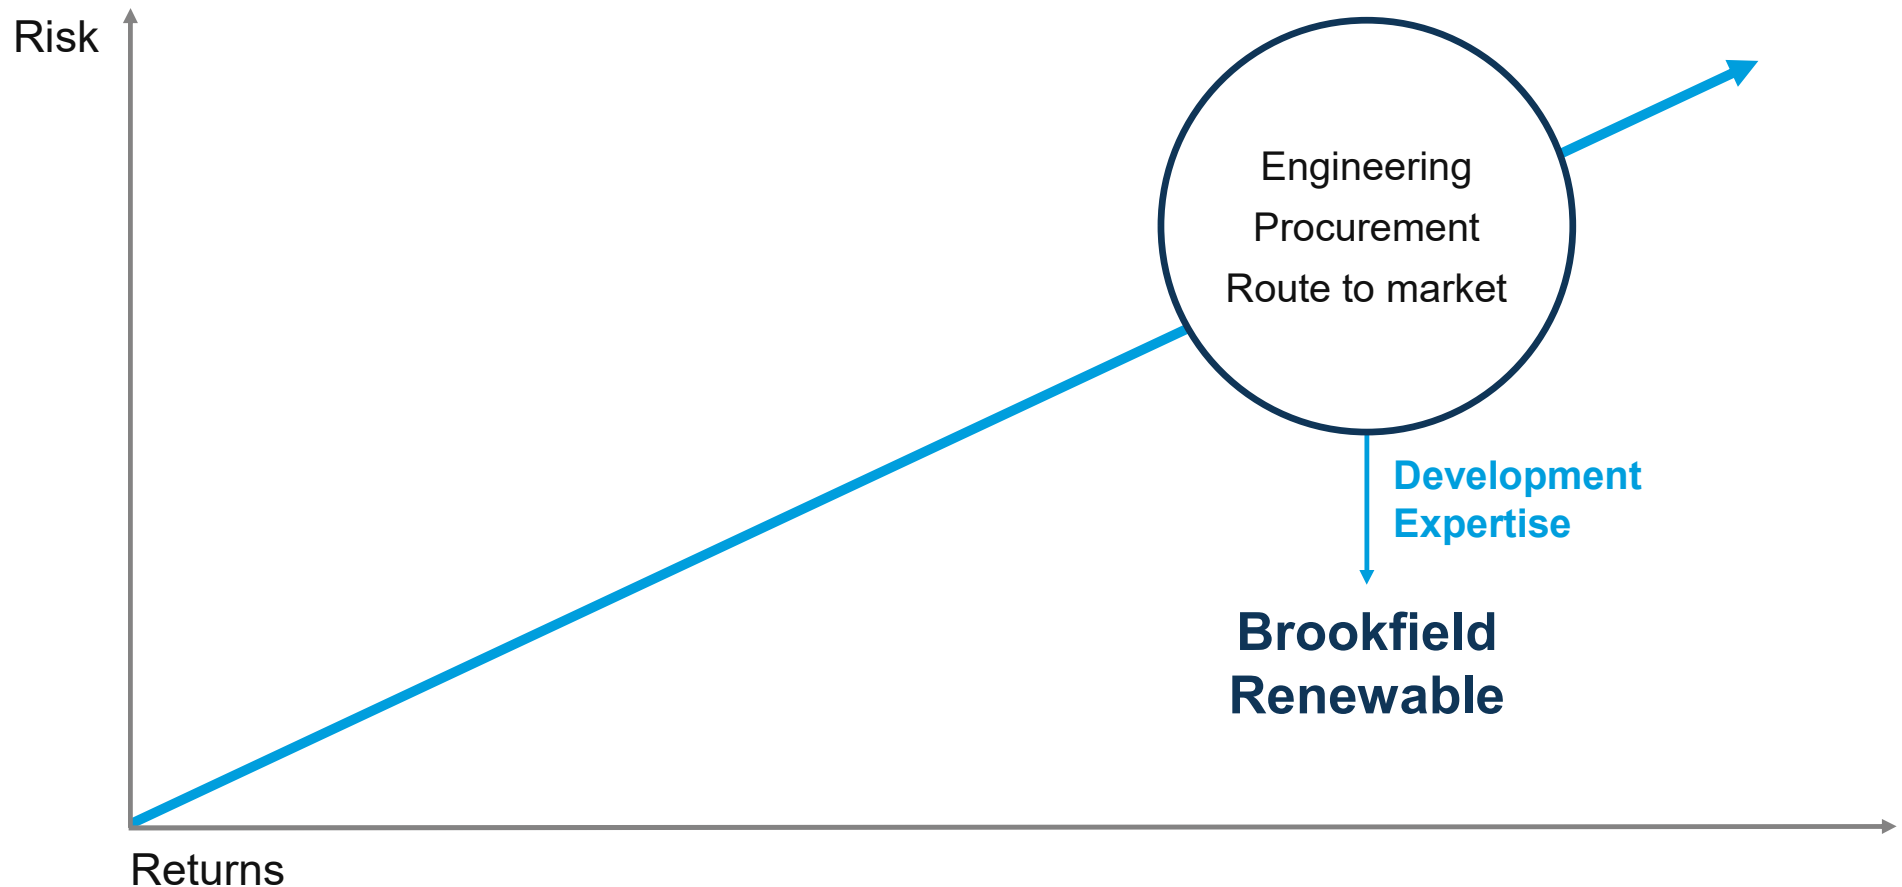 Risk
Engineering
Procurement
Route to market
Development
Expertise
Brookfield
Renewable
Returns